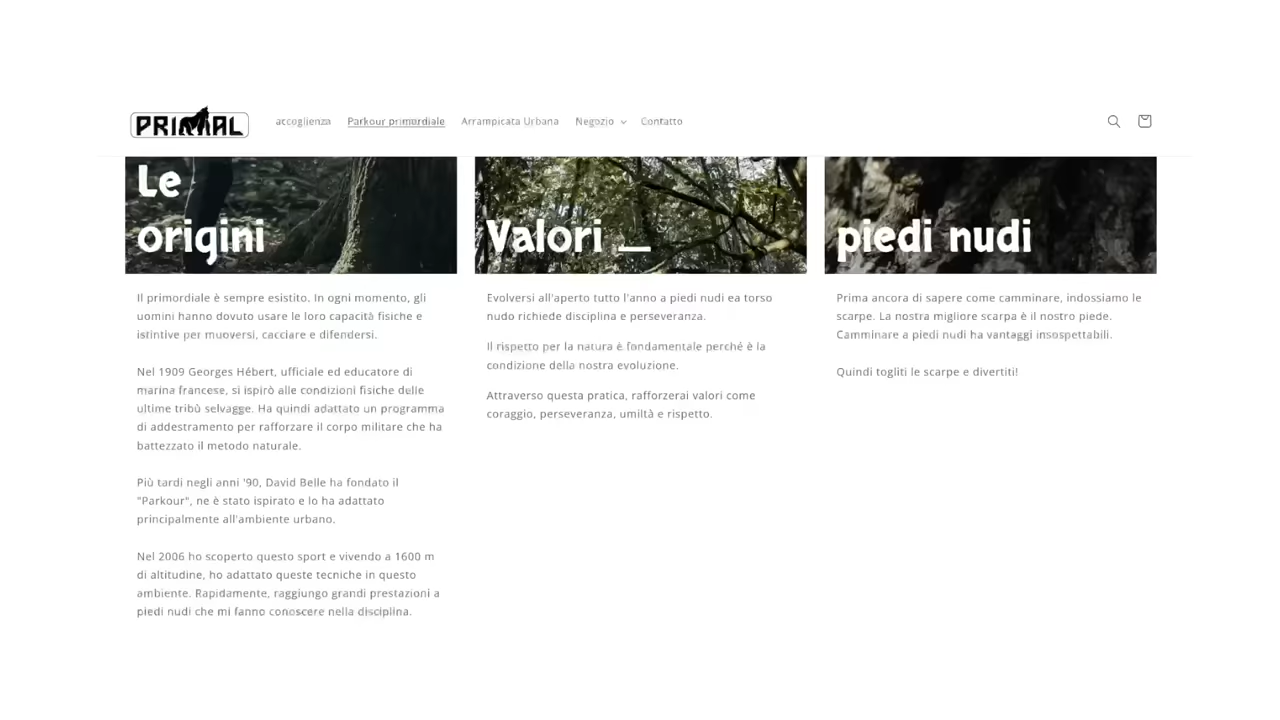 PRIMAL
accoglienza Parkour primordiale Arrampicata Urbana Negozio Contatto
Le
origini
Il primordiale è sempre esistito. In ogni momento, gli
uomini hanno dovuto usare le loro capacità fisiche e
istintive per muoversi, cacciare e difendersi.
Nel 1909 Georges Hébert, ufficiale ed educatore di
marina francese, si ispirò alle condizioni fisiche delle
ultime tribù selvagge. Ha quindi adattato un programma
di addestramento per rafforzare il corpo militare che ha
battezzato il metodo naturale.
Più tardi negli anni '90, David Belle ha fondato il
"Parkour", ne è stato ispirato e lo ha adattato
principalmente all'ambiente urbano.
Nel 2006 ho scoperto questo sport e vivendo a 1600 m
di altitudine, ho adattato queste tecniche in questo
ambiente. Rapidamente, raggiungo grandi prestazioni a
piedi nudi che mi fanno conoscere nella disciplina.
Valori _
Evolversi all'aperto tutto l'anno a piedi nudi ea torso
nudo richiede disciplina e perseveranza.
Il rispetto per la natura è fondamentale perché è la
condizione della nostra evoluzione.
Attraverso questa pratica, rafforzerai valori come
coraggio, perseveranza, umiltà e rispetto.
piedi nudi
Prima ancora di sapere come camminare, indossiamo le
scarpe. La nostra migliore scarpa è il nostro piede.
Camminare a piedi nudi ha vantaggi insospettabili.
Quindi togliti le scarpe e divertiti!